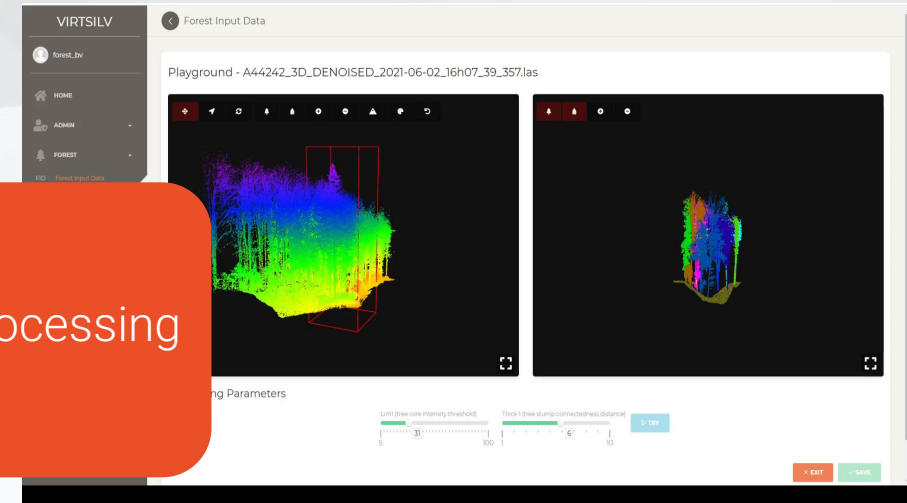 VIRTSILV
Forest Input Data
forest_bv
HOME
ADMIN
FOREST
FID Forest Input Data
Playground - A44242_3D_DENOISED_2021-06-02_16h07_39_357.las
ocessing
ng Parameters
Lim1 (tree core intensity threshold)
31
5 100
Thick 1 (tree stump connectedness distance)
6
1 10
TRY
× EXIT
✓ SAVE